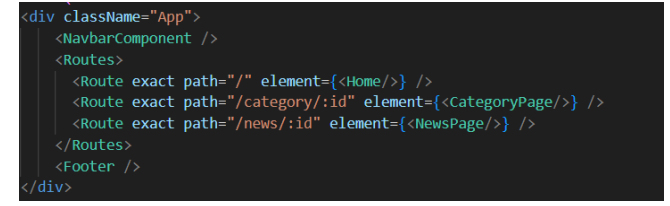 <div className="App">
<NavbarComponent />
<Routes>
<Route exact path="/" element={<Home/>} />
<Route exact path="/category/:id" element={<CategoryPage/>} />
<Route exact path="/news/:id" element={<NewsPage/>} />
</Routes>
<Footer />
</div>